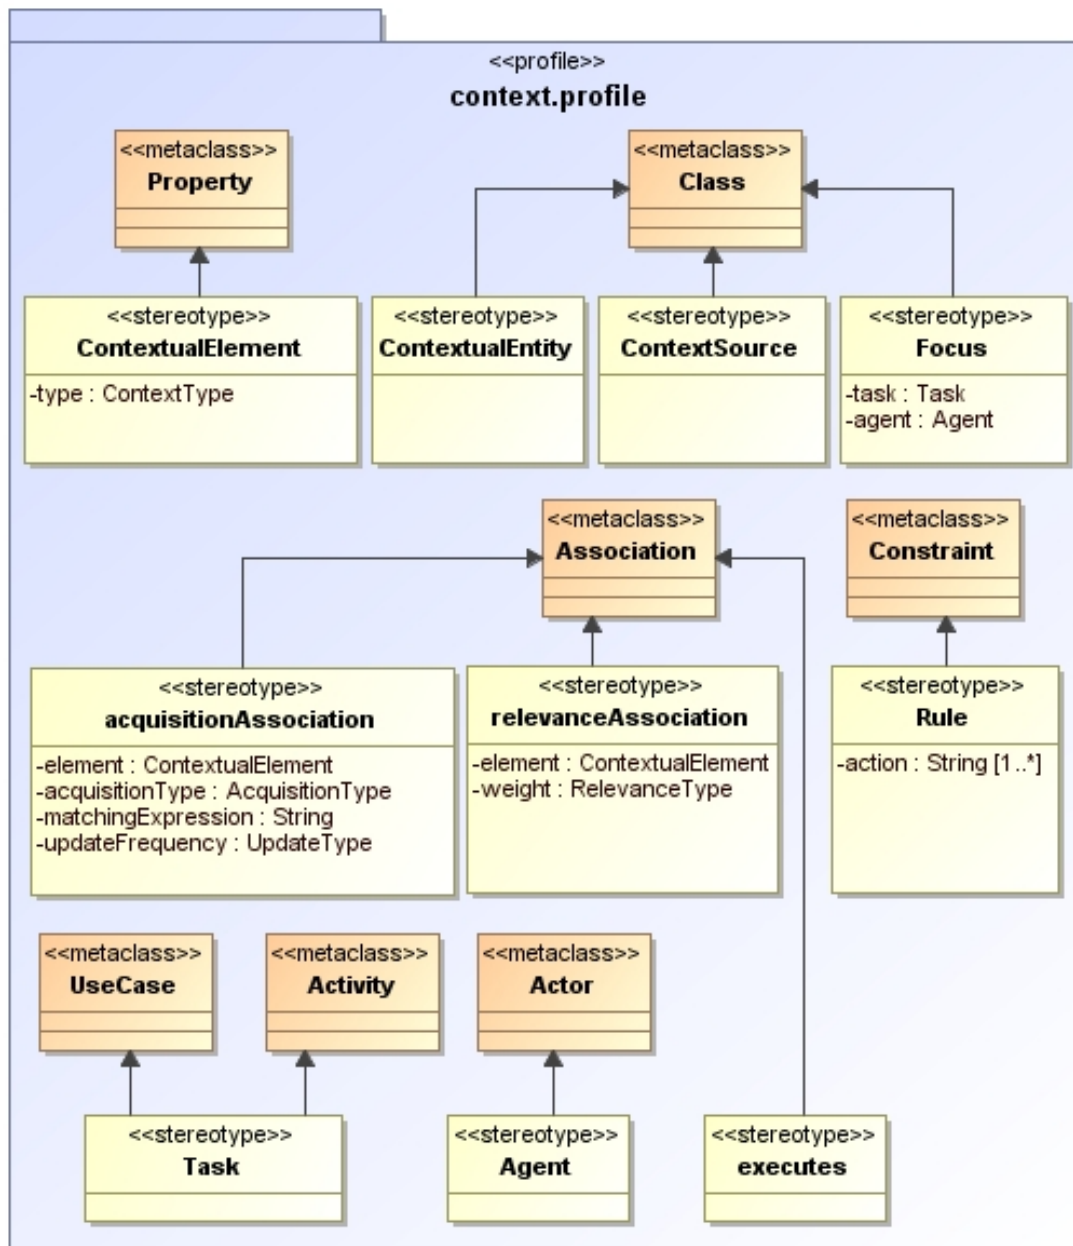 <<profile>>
context.profile
<<metaclass>>
Property
<<metaclass>>
Class
<<stereotype>>
ContextualElement
-type : ContextType
<<stereotype>>
ContextualEntity
<<stereotype>>
ContextSource
<<stereotype>>
Focus
-task : Task
-agent : Agent
<<metaclass>>
Association
<<metaclass>>
Constraint
<<stereotype>>
acquisitionAssociation
-element : ContextualElement
-acquisitionType : AcquisitionType
-matchingExpression : String
-updateFrequency : UpdateType
<<stereotype>>
relevanceAssociation
-element : ContextualElement
-weight : RelevanceType
<<stereotype>>
Rule
-action : String [1..*]
<<metaclass>>
UseCase
<<metaclass>>
Activity
<<metaclass>>
Actor
<<stereotype>>
Task
<<stereotype>>
Agent
<<stereotype>>
executes